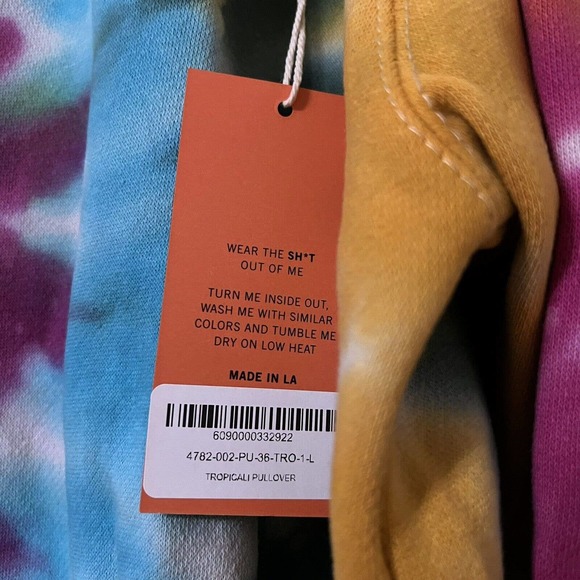 WEAR THE SH*T
OUT OF ME
TURN ME INSIDE OUT,
WASH ME WITH SIMILAR
COLORS AND TUMBLE ME
DRY ON LOW HEAT
MADE IN LA
6090000332922
4782-002-PU-36-TRO-1-L
TROPICALI PULLOVER